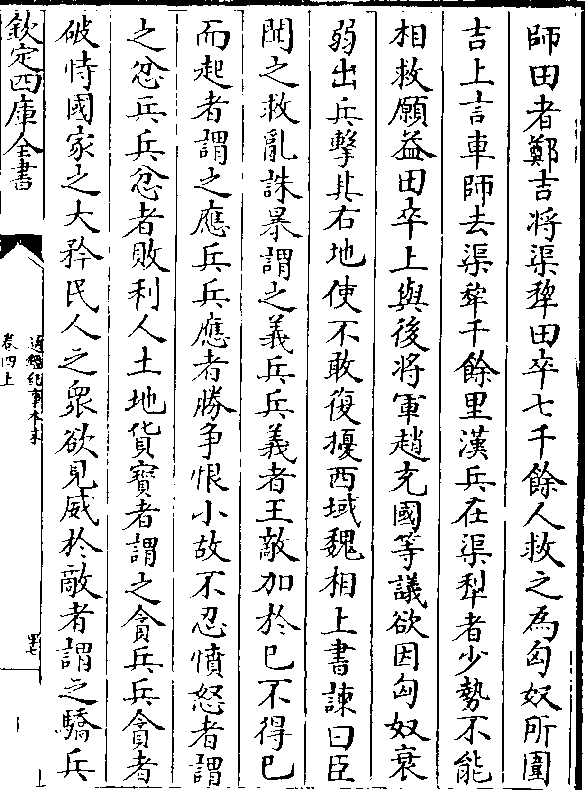 師田者鄭吉將渠犂田卒七千餘人救之為匈奴所圍
吉上言車師去渠犂千餘里漢兵在渠犂者少勢不能
相救願益田卒上與後將軍趙充國等議欲因匈奴衰
弱出兵擊其右地使不敢復擾西域魏相上書諫曰臣
聞之救亂誅暴謂之義兵兵義者王敵加於已不得已
而起者謂之應兵兵應者勝爭恨小故不忍憤怒者謂
之忿兵兵忿者敗利人土地貨寶者謂之貪兵兵貪者
破恃國家之大矜民人之衆欲見威於敵者謂之驕兵
欽定四庫全書
通鑑紀事本末
卷四上